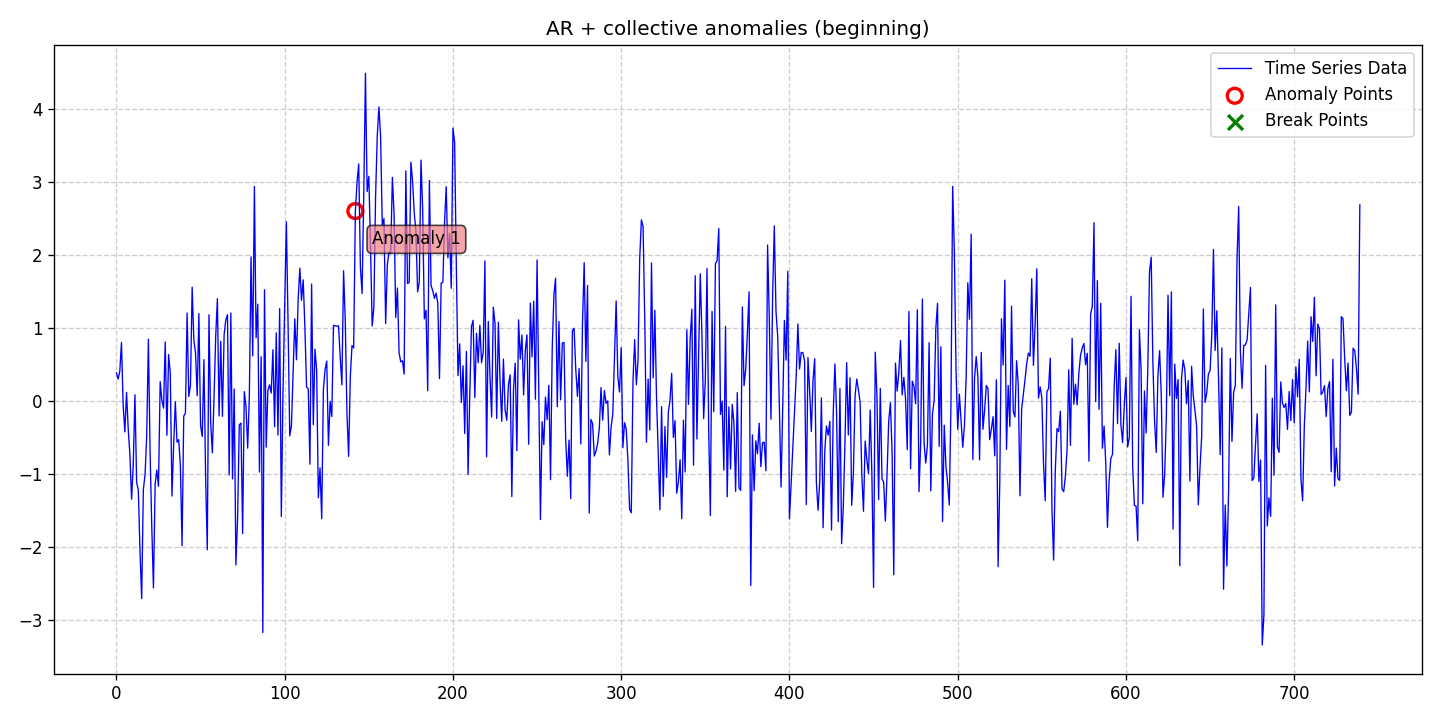 AR + collective anomalies (beginning)
Time Series Data
Anomaly Points
Break Points
Anomaly 1
4
3
2
1
0
−1
−2
−3
0 100 200 300 400 500 600 700